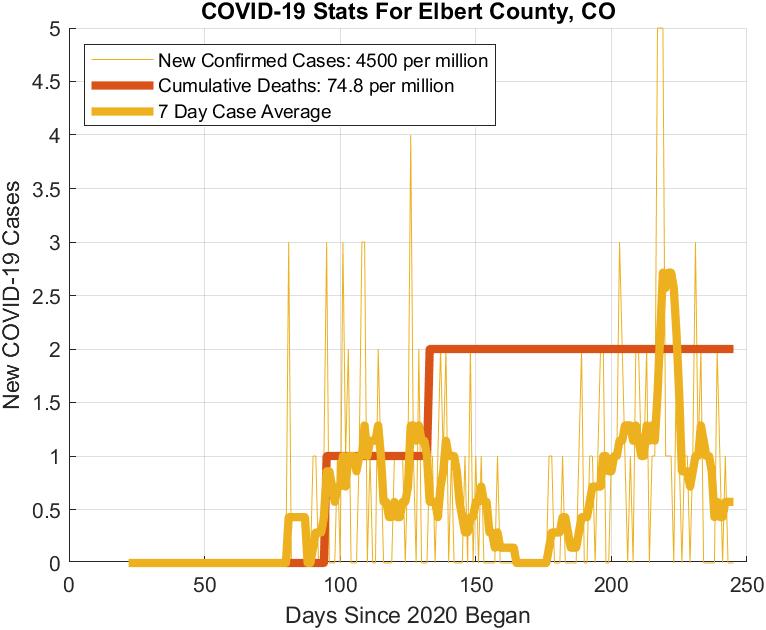 COVID-19 Stats For Elbert County, CO
New Confirmed Cases: 4500 per million
Cumulative Deaths: 74.8 per million
7 Day Case Average
New COVID-19 Cases
5
4.5
4
3.5
3
2.5
2
1.5
1
0.5
0
0 50 100 150 200 250
Days Since 2020 Began